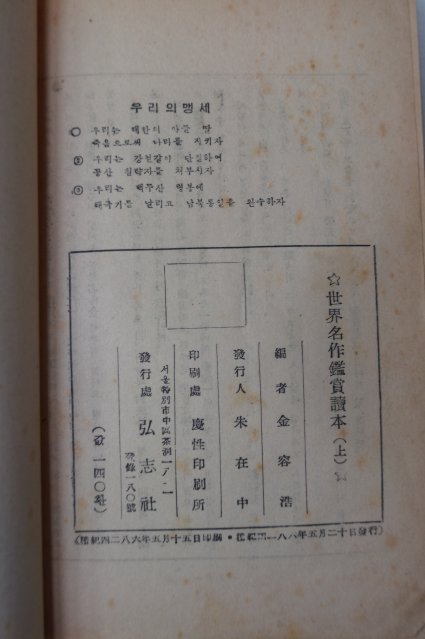 우리의맹세
① 우리는 대한의 아들 딸
죽음으로써 나라를 지키자
② 우리는 강철같이 단결하여
공산 침략자를 처부시자
③ 우리는 백두산 영봉에
태극기를 날리고 남북통일을 완수하자
☆世界名作鑑賞讀本(上)☆
編者 金容浩
發行人 朱在中
印刷處 慶性印刷所
서울特別市中區茶洞
發行處 弘志社
登錄一八〇號
(값一四〇환)
(檀紀四二八六年五月十五日印刷・檀紀四二八六年五月二十日發行)